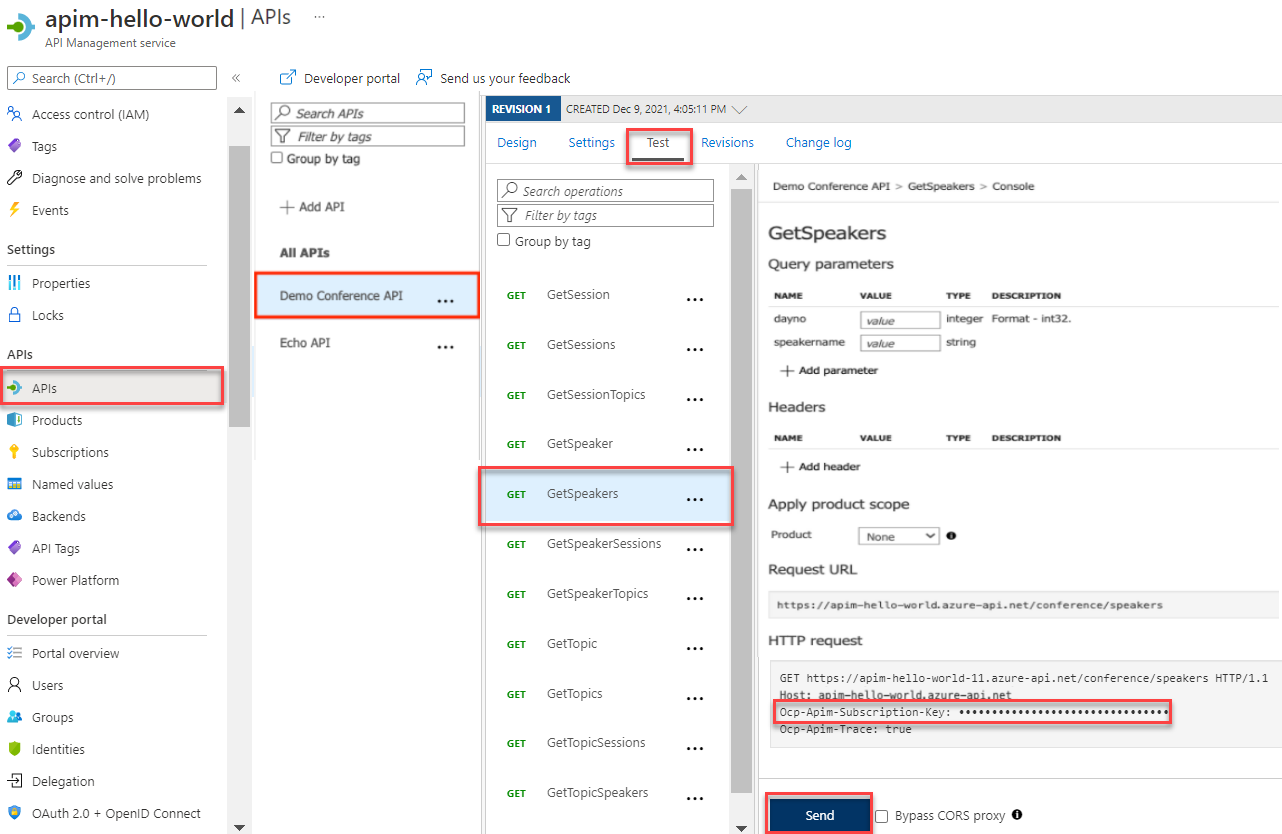 apim-hello-world | APIs ...
API Management service
Search (Ctrl+/)
«
Access control (IAM)
Tags
Diagnose and solve problems
Events
Settings
Properties
Locks
APIs
APIs
Products
Subscriptions
Named values
Backends
API Tags
Power Platform
Developer portal
Portal overview
Users
Groups
Identities
Delegation
OAuth 2.0 + OpenID Connect
Developer portal
Send us your feedback
Search APIs
Filter by tags
Group by tag
Add API
All APIs
Demo Conference API ...
Echo API ...
REVISION 1 CREATED Dec 9, 2021, 4:05:11 PM
Design Settings Test Revisions Change log
Search operations
Filter by tags
Group by tag
GET GetSession ...
GET GetSessions ...
GET GetSessionTopics ...
GET GetSpeaker ...
GET GetSpeakers ...
GET GetSpeakerSessions ...
GET GetSpeakerTopics ...
GET GetTopic ...
GET GetTopics ...
GET GetTopicSessions ...
GET GetTopicSpeakers ...
Demo Conference API > GetSpeakers > Console
GetSpeakers
Query parameters
NAME VALUE TYPE DESCRIPTION
dayno value integer Format - int32.
speakername value string
Add parameter
Headers
NAME VALUE TYPE DESCRIPTION
Add header
Apply product scope
Product None
Request URL
https://apim-hello-world.azure-api.net/conference/speakers
HTTP request
GET https://apim-hello-world-11.azure-api.net/conference/speakers HTTP/1.1
Host: apim-hello-world.azure-api.net
Ocp-Apim-Subscription-Key: ••••••••••••••••••••••••••••••••
Ocp-Apim-Trace: true
Send
Bypass CORS proxy